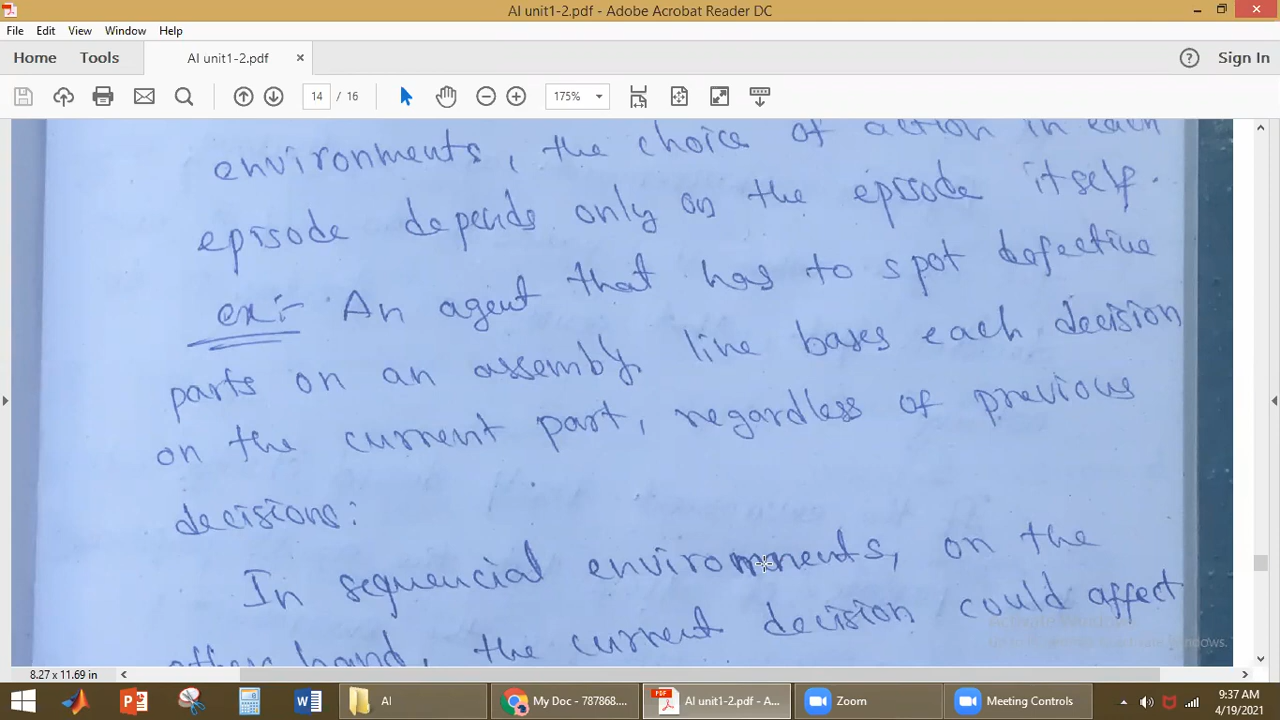 AI unit1-2.pdf - Adobe Acrobat Reader DC
File Edit View Window Help
Home Tools AI unit1-2.pdf × Sign In
14 / 16 175%
environments, the choice of action in each
episode depends only on the episode itself.
ex:- An agent that has to spot defective
parts on an assembly line bases each decision
on the current part, regardless of previous
decisions:
In sequencial environments, on the
other hand, the current decision could affect
Activate Windows
8.27 x 11.69 in
AI My Doc - 787868.... AI unit1-2.pdf - A... Zoom Meeting Controls 9:37 AM
4/19/2021